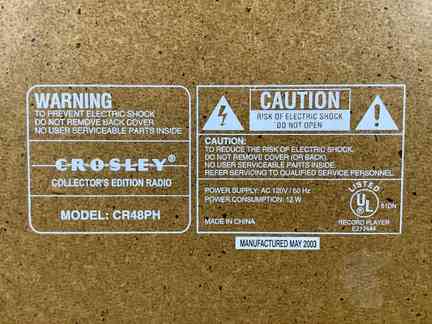 WARNING
TO PREVENT ELECTRIC SHOCK
DO NOT REMOVE BACK COVER
NO USER SERVICEABLE PARTS INSIDE
CROSLEY®
COLLECTOR'S EDITION RADIO
MODEL: CR48PH
CAUTION
RISK OF ELECTRIC SHOCK
DO NOT OPEN
CAUTION:
TO REDUCE THE RISK OF ELECTRIC SHOCK.
DO NOT REMOVE COVER (OR BACK).
NO USER SERVICEABLE PARTS INSIDE.
REFER SERVICING TO QUALIFIED SERVICE PERSONNEL.
POWER SUPPLY: AC 120V / 60 Hz
POWER CONSUMPTION: 12 W
MADE IN CHINA
LISTED
UL
®
81DN
RECORD PLAYER
MANUFACTURED MAY 2003